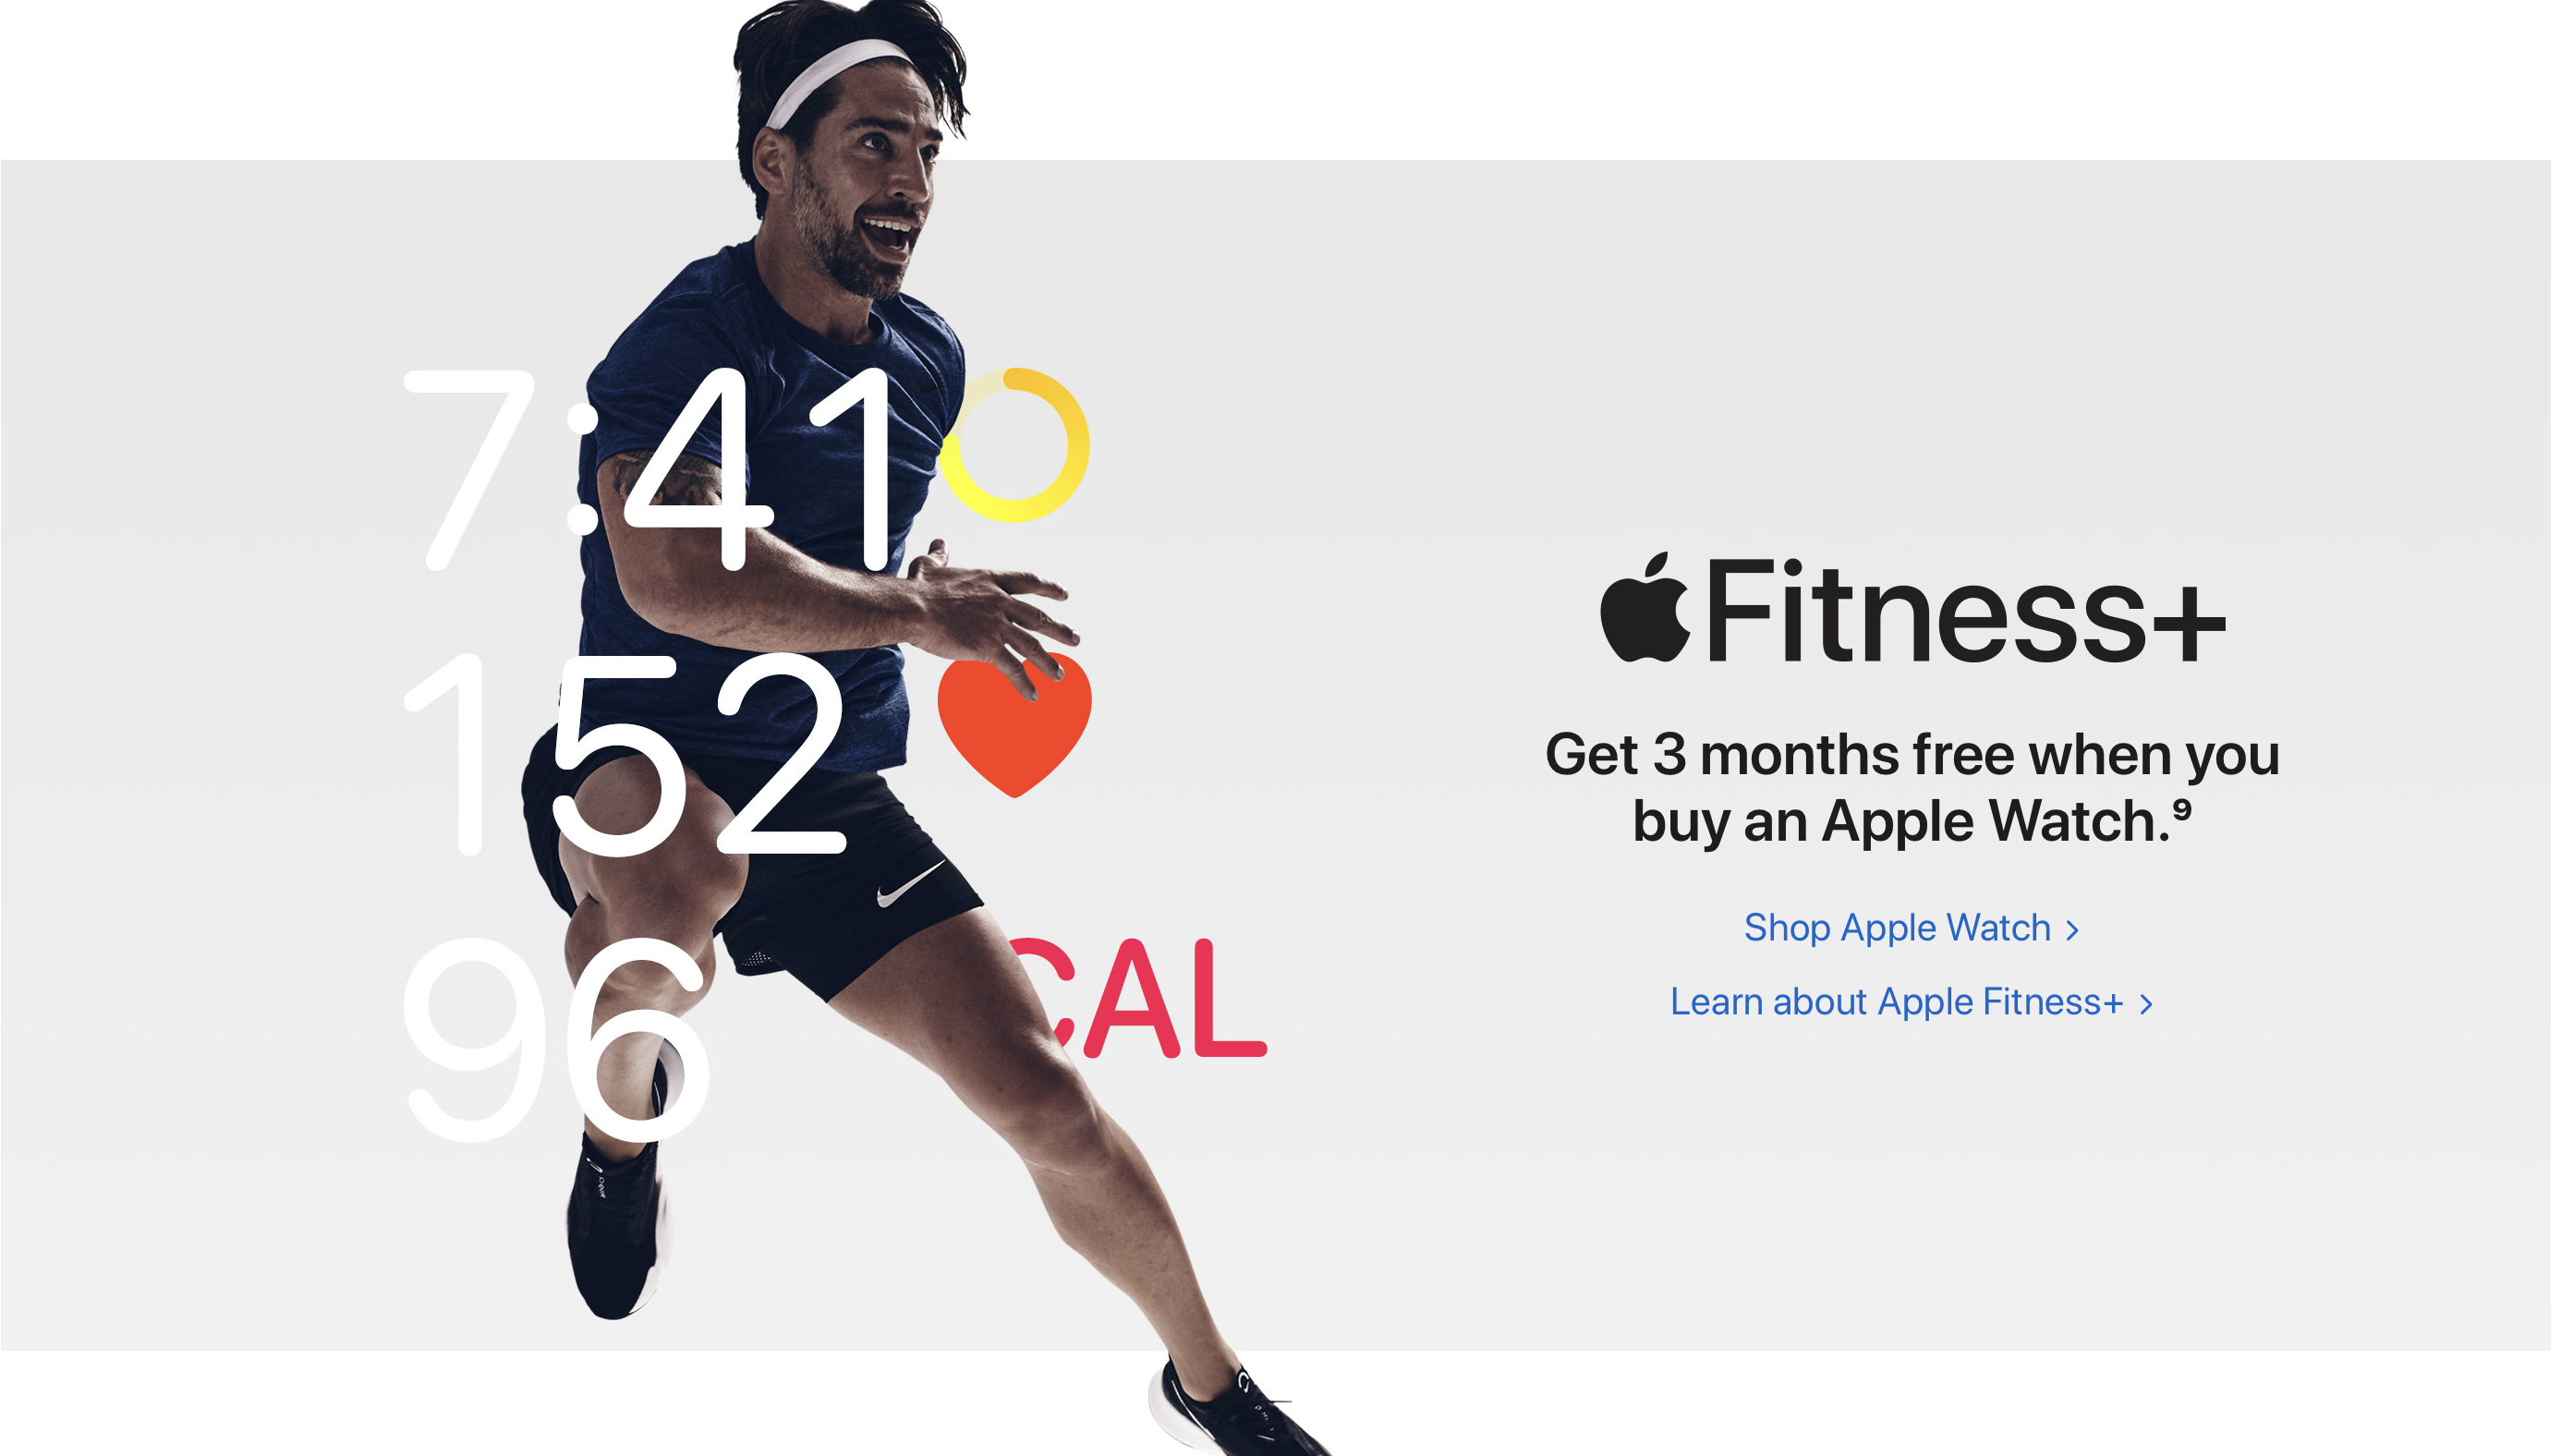 7:41
152
96 CAL
Fitness+
Get 3 months free when you
buy an Apple Watch.⁹
Shop Apple Watch >
Learn about Apple Fitness+ >